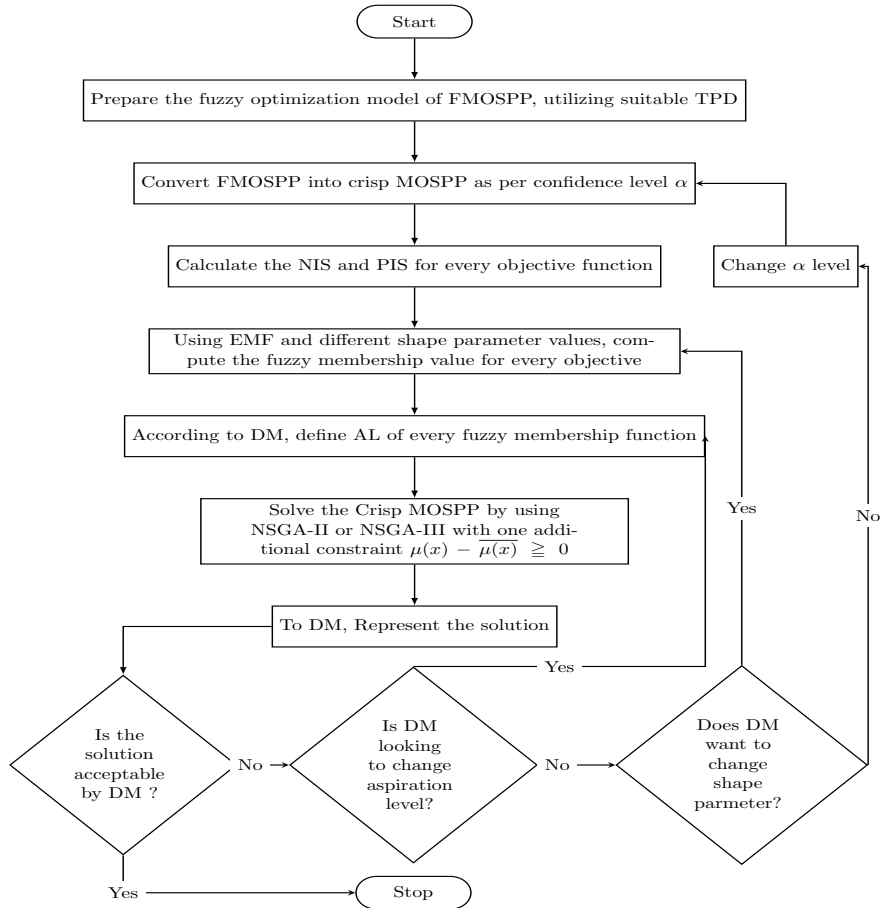 Start
Prepare the fuzzy optimization model of FMOSPP, utilizing suitable TPD
Convert FMOSPP into crisp MOSPP as per confidence level α
Calculate the NIS and PIS for every objective function
Change α level
Using EMF and different shape parameter values, com-
pute the fuzzy membership value for every objective
According to DM, define AL of every fuzzy membership function
Solve the Crisp MOSPP by using
NSGA-II or NSGA-III with one addi-
tional constraint μ(x) − \overline{μ(x)} ≧ 0
Yes
No
To DM, Represent the solution
Yes
Is the
solution
acceptable
by DM ?
No
Is DM
looking
to change
aspiration
level?
No
Does DM
want to
change
shape
parmeter?
Yes
Stop